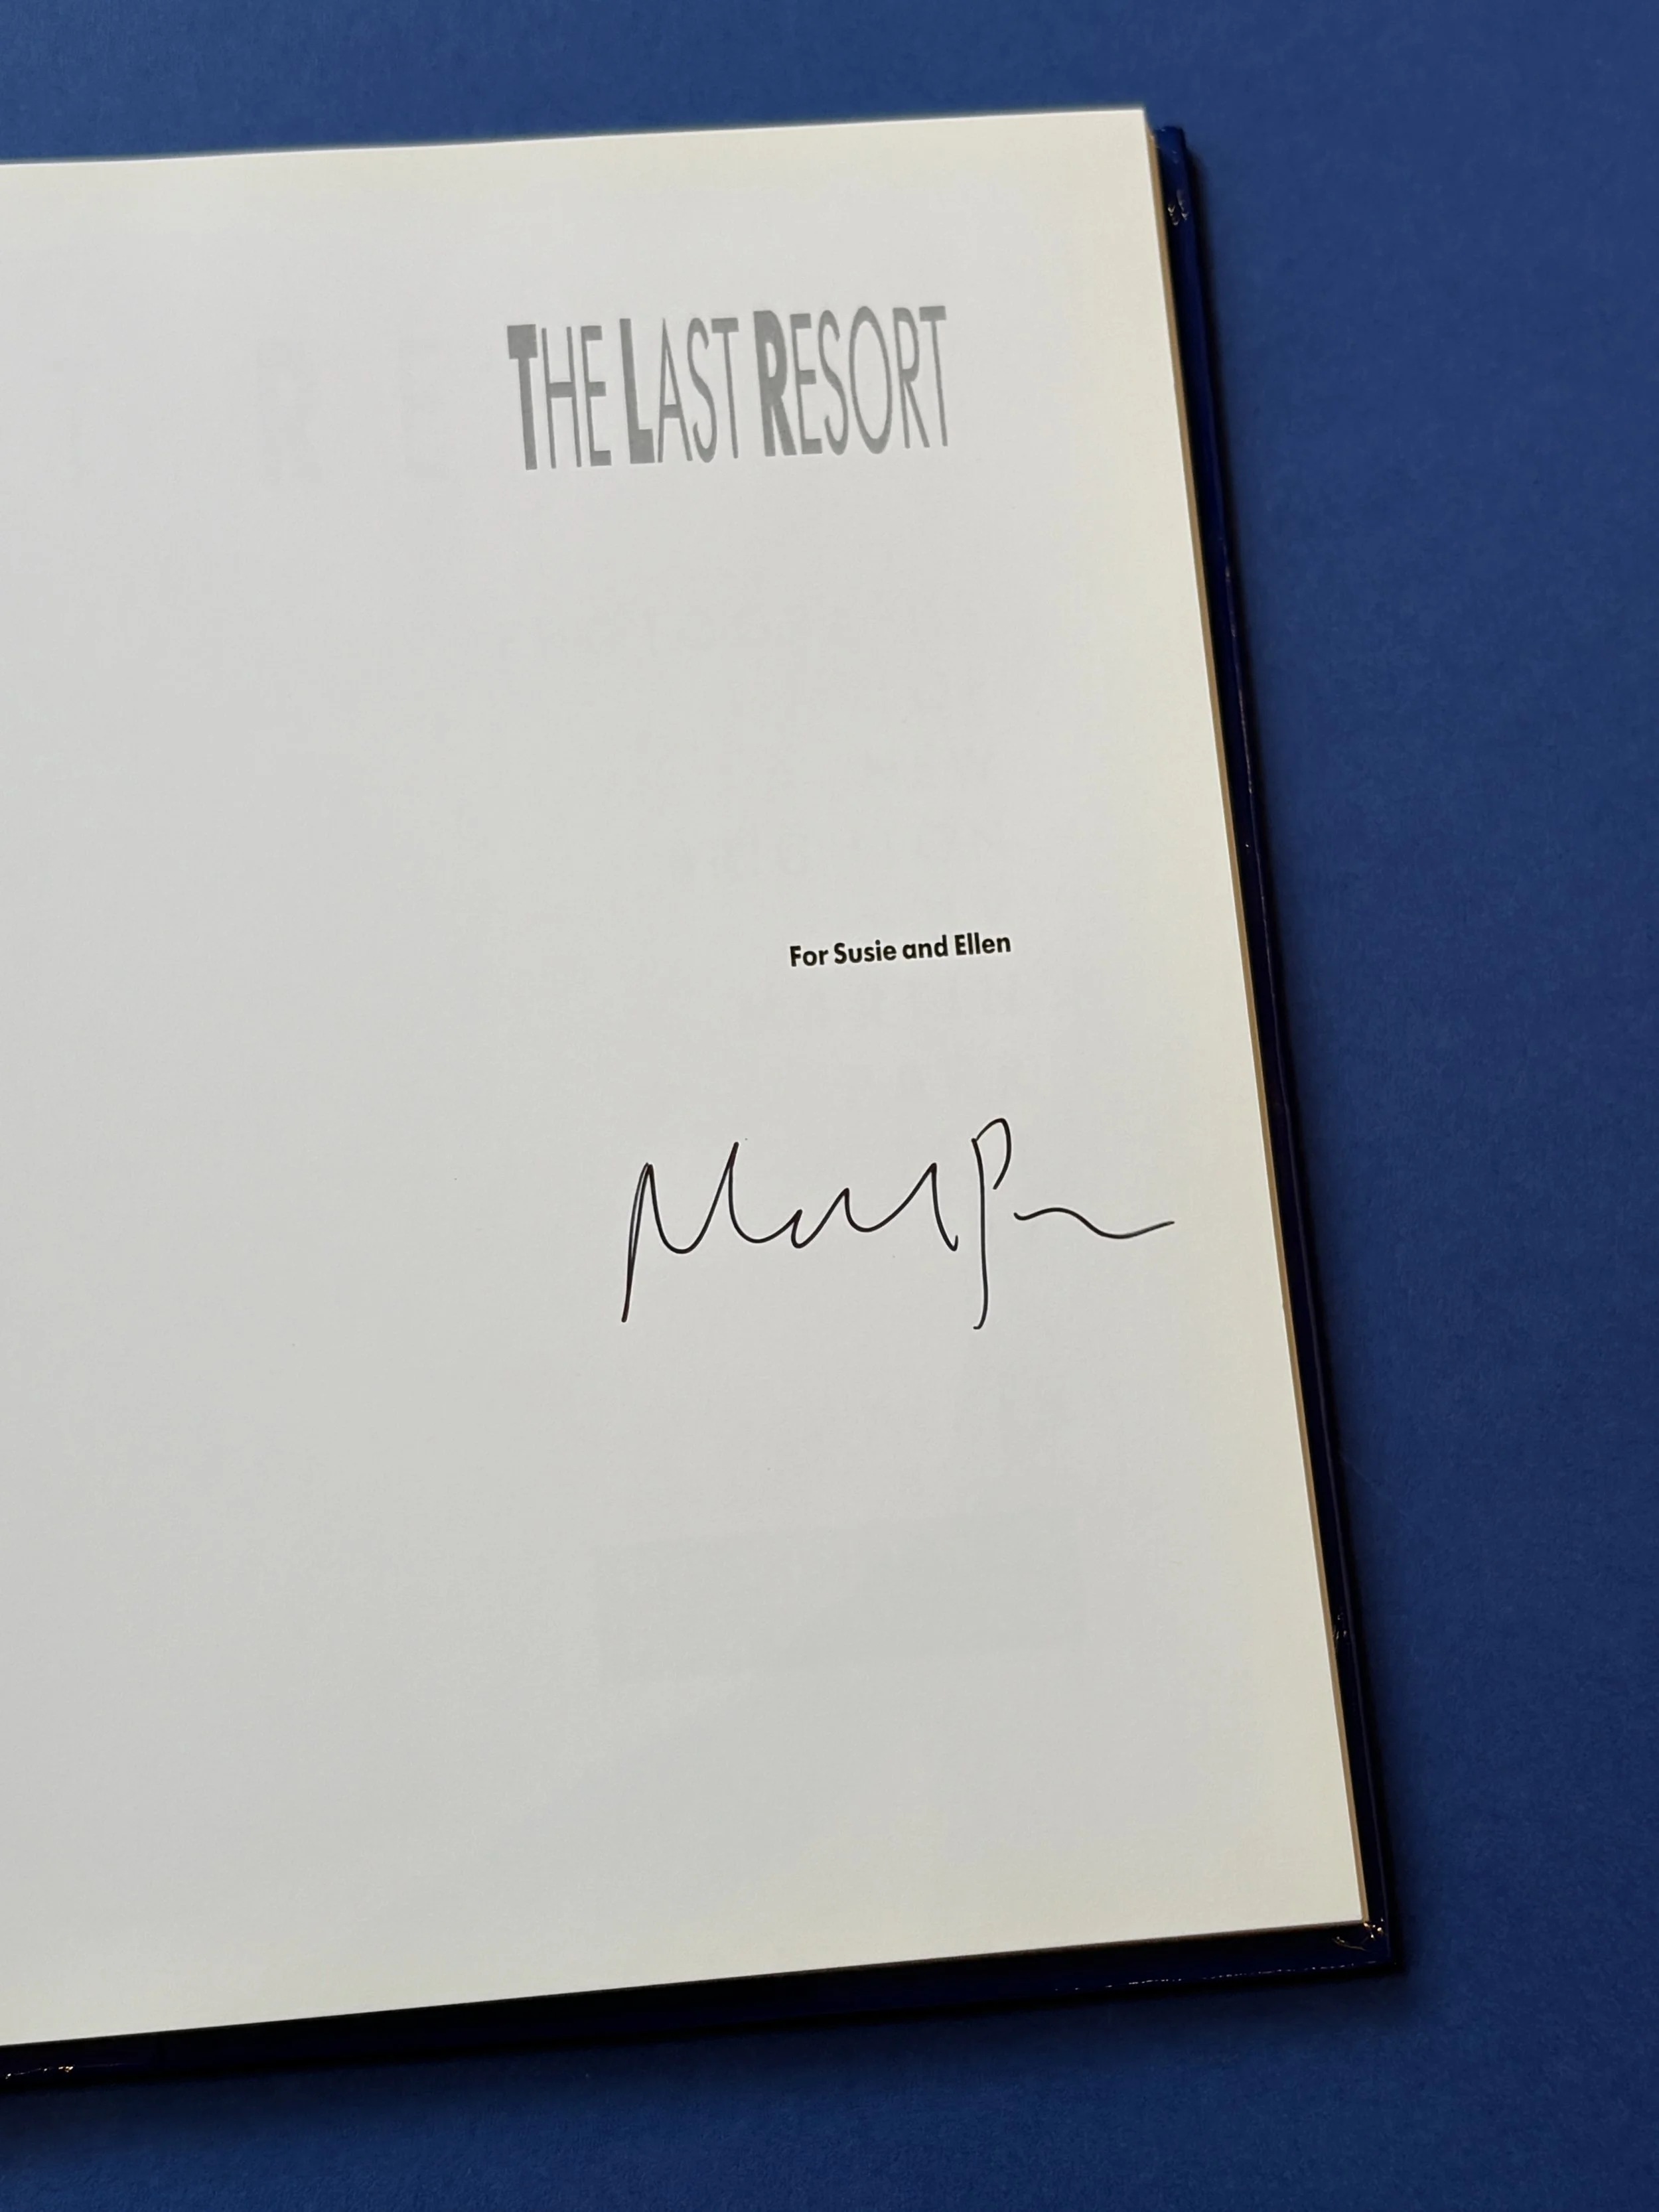 THE LAST RESORT
For Susie and Ellen